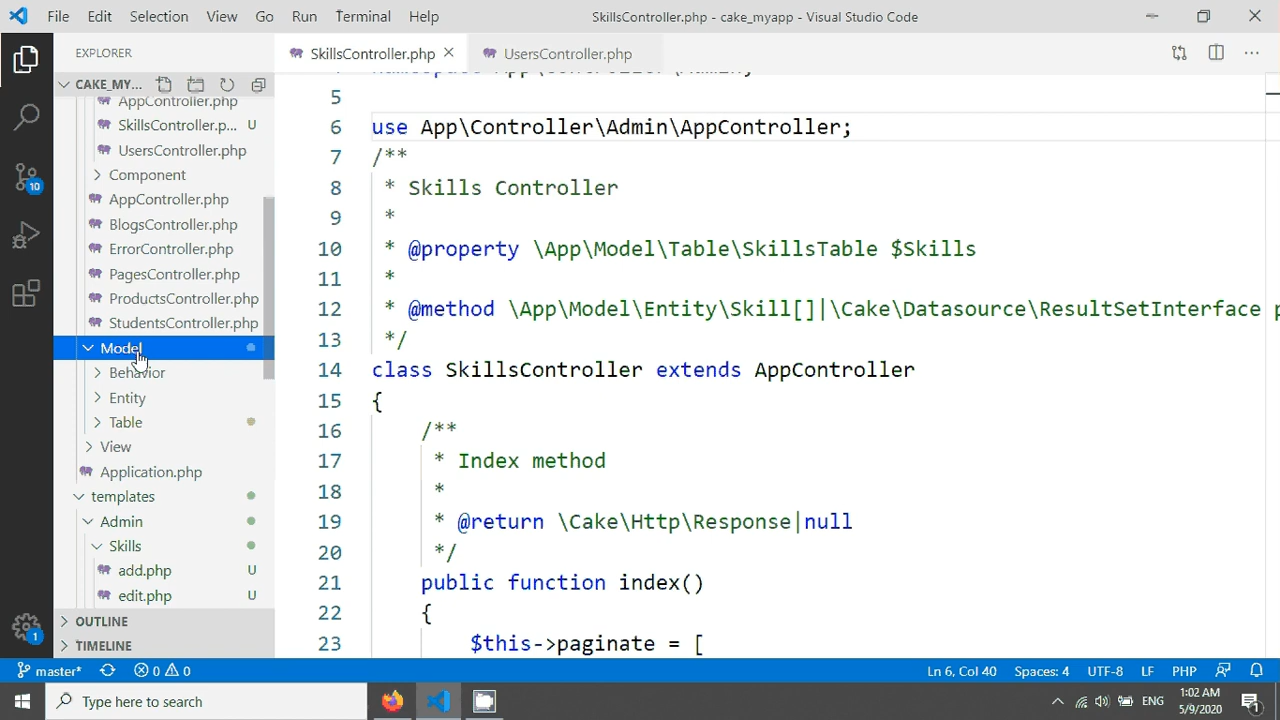 File Edit Selection View Go Run Terminal Help SkillsController.php - cake_myapp - Visual Studio Code
EXPLORER
CAKE_MY...
AppController.php
SkillsController.p... U
UsersController.php
Component
AppController.php
BlogsController.php
ErrorController.php
PagesController.php
ProductsController.php
StudentsController.php
Model
Behavior
Entity
Table
View
Application.php
templates
Admin
Skills
add.php U
edit.php U
OUTLINE
TIMELINE
10
1
SkillsController.php UsersController.php
5
6 use App\Controller\Admin\AppController;
7 /**
8 * Skills Controller
9 *
10 * @property \App\Model\Table\SkillsTable $Skills
11 *
12 * @method \App\Model\Entity\Skill[]|\Cake\Datasource\ResultSetInterface p
13 */
14 class SkillsController extends AppController
15 {
16 /**
17 * Index method
18 *
19 * @return \Cake\Http\Response|null
20 */
21 public function index()
22 {
23 $this->paginate = [
master* 0 0 Ln 6, Col 40 Spaces: 4 UTF-8 LF PHP
Type here to search ENG 1:02 AM
5/9/2020 1